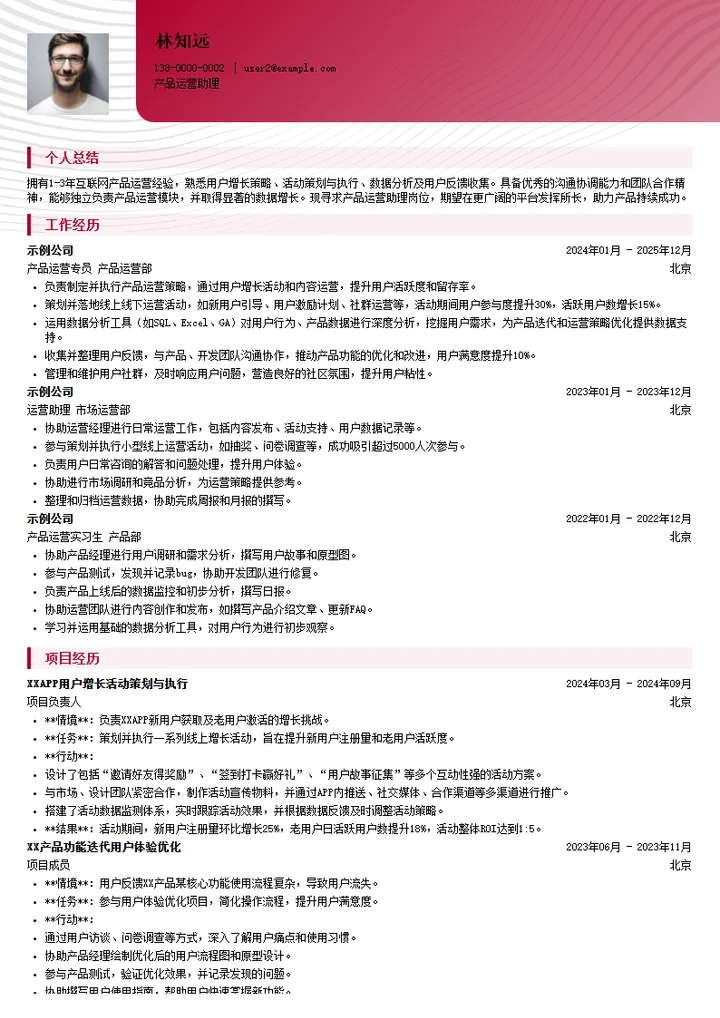 林知远
138-0000-0002 | user2@example.com
产品运营助理
个人总结
拥有1-3年互联网产品运营经验，熟悉用户增长策略、活动策划与执行、数据分析及用户反馈收集。具备优秀的沟通协调能力和团队合作精
神，能够独立负责产品运营模块，并取得显著的数据增长。现寻求产品运营助理岗位，期望在更广阔的平台发挥所长，助力产品持续成功。
工作经历
示例公司 2024年01月 - 2025年12月
产品运营专员 产品运营部 北京
• 负责制定并执行产品运营策略，通过用户增长活动和内容运营，提升用户活跃度和留存率。
• 策划并落地线上线下运营活动，如新用户引导、用户激励计划、社群运营等，活动期间用户参与度提升30%，活跃用户数增长15%。
• 运用数据分析工具（如SQL、Excel、GA）对用户行为、产品数据进行深度分析，挖掘用户需求，为产品迭代和运营策略优化提供数据支
持。
• 收集并整理用户反馈，与产品、开发团队沟通协作，推动产品功能的优化和改进，用户满意度提升10%。
• 管理和维护用户社群，及时响应用户问题，营造良好的社区氛围，提升用户粘性。
示例公司 2023年01月 - 2023年12月
运营助理 市场运营部 北京
• 协助运营经理进行日常运营工作，包括内容发布、活动支持、用户数据记录等。
• 参与策划并执行小型线上运营活动，如抽奖、问卷调查等，成功吸引超过5000人次参与。
• 负责用户日常咨询的解答和问题处理，提升用户体验。
• 协助进行市场调研和竞品分析，为运营策略提供参考。
• 整理和归档运营数据，协助完成周报和月报的撰写。
示例公司 2022年01月 - 2022年12月
产品运营实习生 产品部 北京
• 协助产品经理进行用户调研和需求分析，撰写用户故事和原型图。
• 参与产品测试，发现并记录bug，协助开发团队进行修复。
• 负责产品上线后的数据监控和初步分析，撰写日报。
• 协助运营团队进行内容创作和发布，如撰写产品介绍文章、更新FAQ。
• 学习并运用基础的数据分析工具，对用户行为进行初步观察。
项目经历
XXAPP用户增长活动策划与执行 2024年03月 - 2024年09月
项目负责人 北京
• **情境**：负责XXAPP新用户获取及老用户激活的增长挑战。
• **任务**：策划并执行一系列线上增长活动，旨在提升新用户注册量和老用户活跃度。
• **行动**：
• 设计了包括“邀请好友得奖励”、“签到打卡赢好礼”、“用户故事征集”等多个互动性强的活动方案。
• 与市场、设计团队紧密合作，制作活动宣传物料，并通过APP内推送、社交媒体、合作渠道等多渠道进行推广。
• 搭建了活动数据监测体系，实时跟踪活动效果，并根据数据反馈及时调整活动策略。
• **结果**：活动期间，新用户注册量环比增长25%，老用户日活跃用户数提升18%，活动整体ROI达到1:5。
XX产品功能迭代用户体验优化 2023年06月 - 2023年11月
项目成员 北京
• **情境**：用户反馈XX产品某核心功能使用流程复杂，导致用户流失。
• **任务**：参与用户体验优化项目，简化操作流程，提升用户满意度。
• **行动**：
• 通过用户访谈、问卷调查等方式，深入了解用户痛点和使用习惯。
• 协助产品经理绘制优化后的用户流程图和原型设计。
• 参与产品测试，验证优化效果，并记录发现的问题。
• 协助撰写用户使用指南，帮助用户快速掌握新功能。